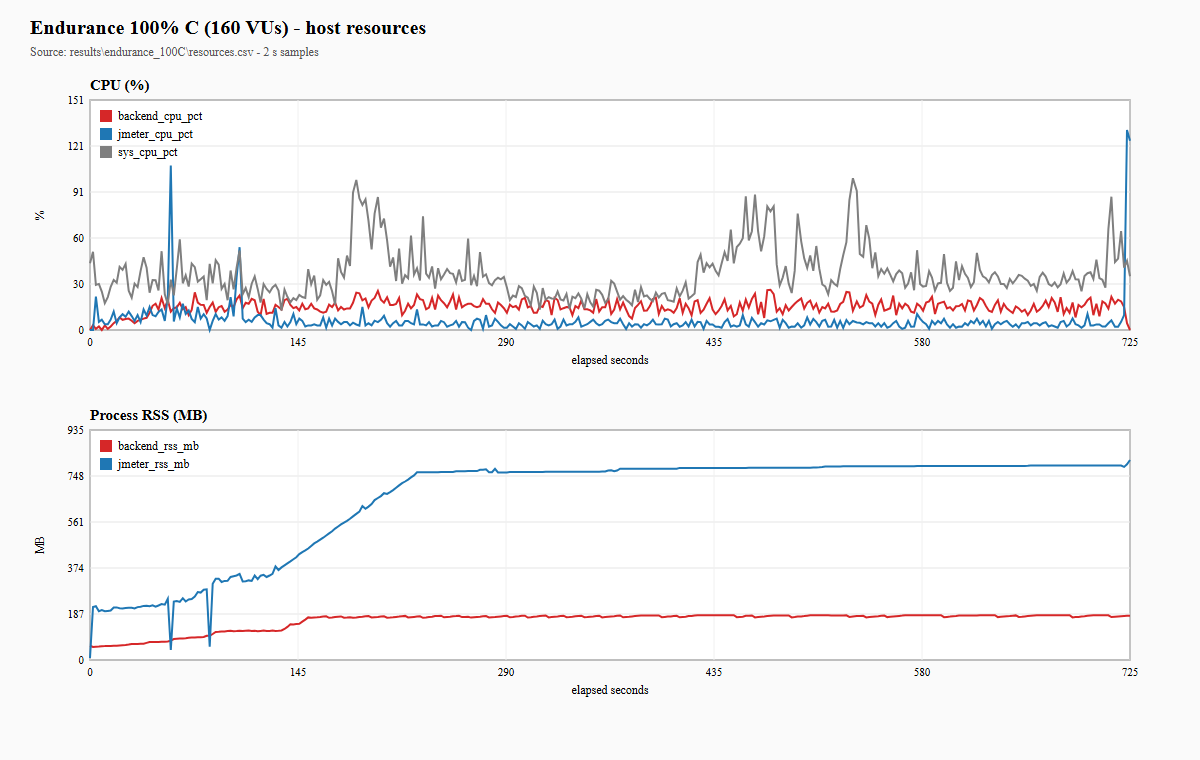 Endurance 100% C (160 VUs) - host resources
Source: results\endurance_100C\resources.csv - 2 s samples
CPU (%)
151
121
91
60
30
0
%
backend_cpu_pct
jmeter_cpu_pct
sys_cpu_pct
0 145 290 435 580 725
elapsed seconds
Process RSS (MB)
935
748
561
374
187
0
MB
backend_rss_mb
jmeter_rss_mb
0 145 290 435 580 725
elapsed seconds